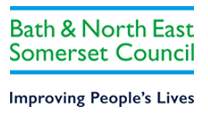 Bath & North East
Somerset Council
Improving People's Lives